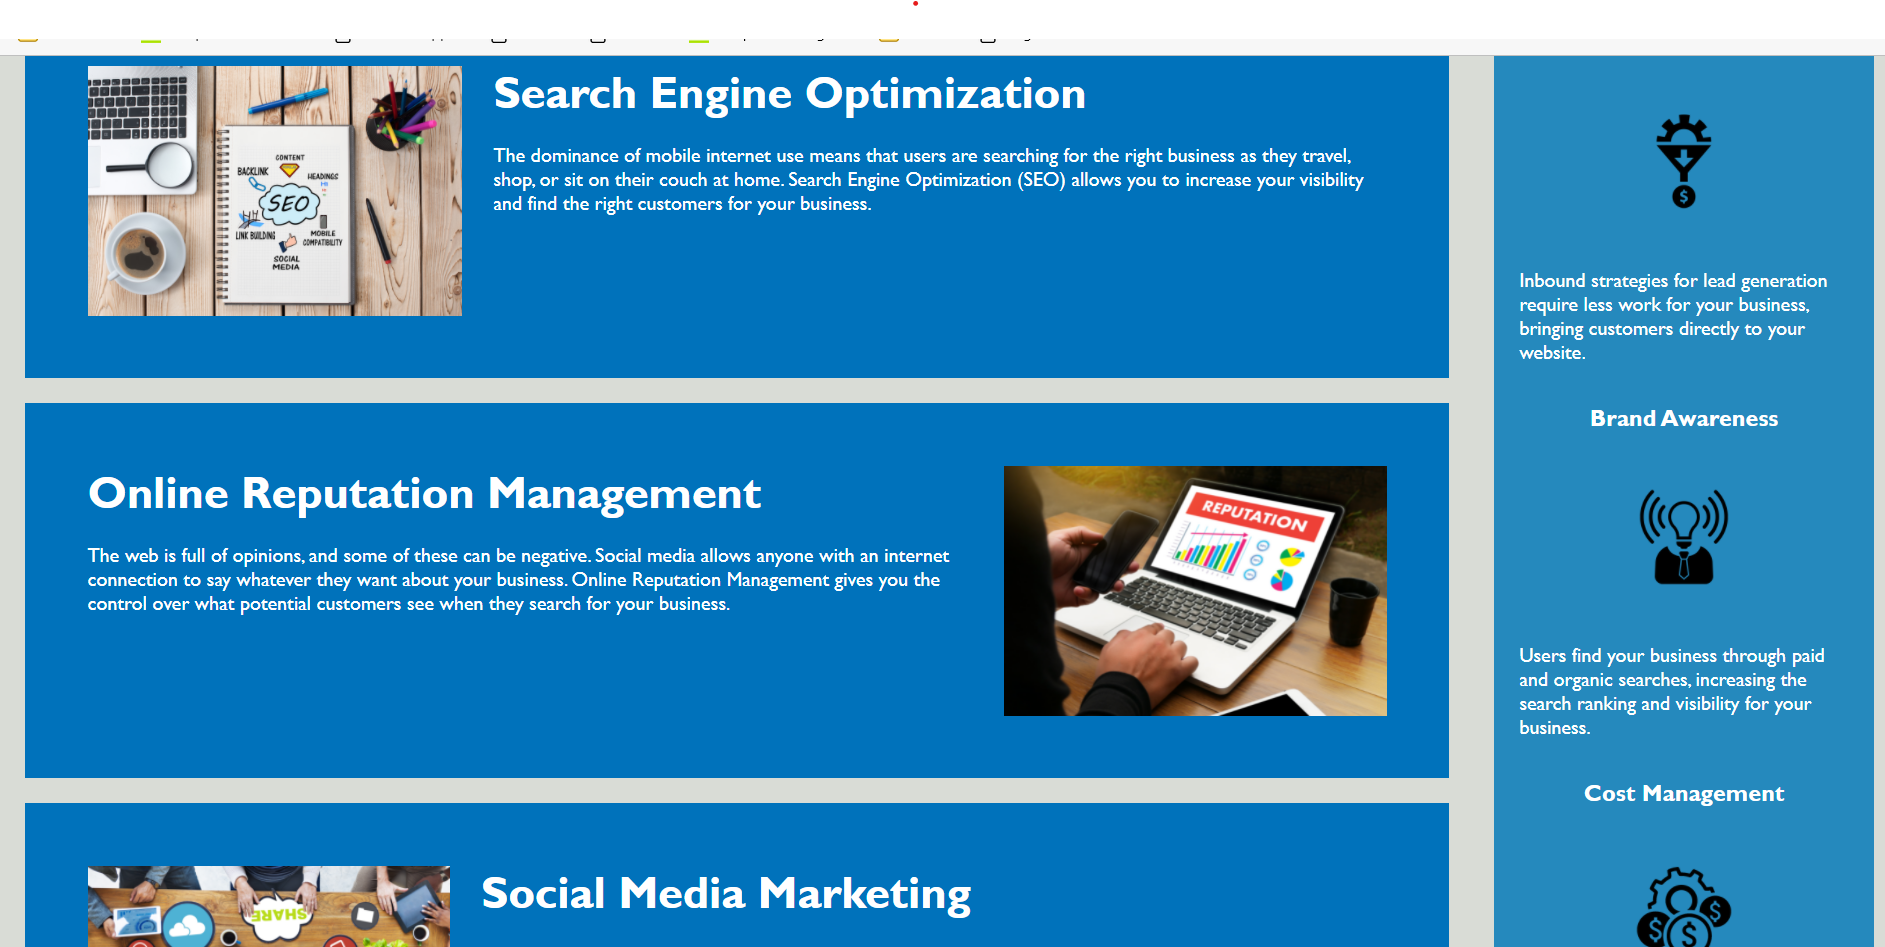 Search Engine Optimization
The dominance of mobile internet use means that users are searching for the right business as they travel,
shop, or sit on their couch at home. Search Engine Optimization (SEO) allows you to increase your visibility
and find the right customers for your business.
CONTENT
BACKLINK
HEADINGS
H1
SEO
LINK BUILDING
MOBILE
COMPATIBILITY
SOCIAL
MEDIA
Online Reputation Management
The web is full of opinions, and some of these can be negative. Social media allows anyone with an internet
connection to say whatever they want about your business. Online Reputation Management gives you the
control over what potential customers see when they search for your business.
REPUTATION
Social Media Marketing
SHARE
Inbound strategies for lead generation
require less work for your business,
bringing customers directly to your
website.
Brand Awareness
Users find your business through paid
and organic searches, increasing the
search ranking and visibility for your
business.
Cost Management